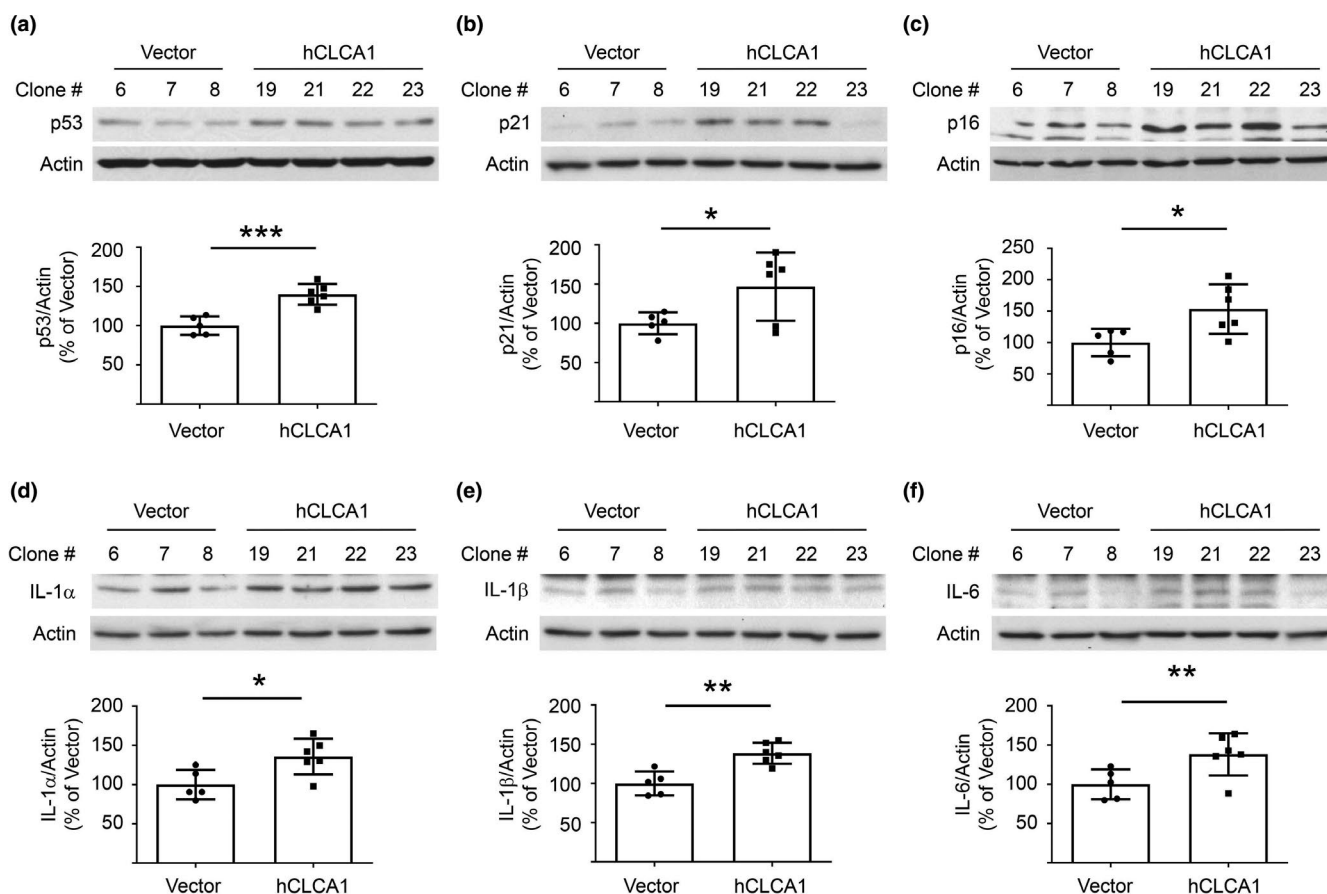 (a)
Vector hCLCA1
Clone # 6 7 8 19 21 22 23
p53
Actin
***
p53/Actin
(% of Vector)
200
150
100
50
Vector hCLCA1
(b)
Vector hCLCA1
Clone # 6 7 8 19 21 22 23
p21
Actin
*
p21/Actin
(% of Vector)
200
150
100
50
Vector hCLCA1
(c)
Vector hCLCA1
Clone # 6 7 8 19 21 22 23
p16
Actin
*
p16/Actin
(% of Vector)
250
200
150
100
50
Vector hCLCA1
(d)
Vector hCLCA1
Clone # 6 7 8 19 21 22 23
IL-1α
Actin
*
IL-1α/Actin
(% of Vector)
200
150
100
50
Vector hCLCA1
(e)
Vector hCLCA1
Clone # 6 7 8 19 21 22 23
IL-1β
Actin
**
IL-1β/Actin
(% of Vector)
200
150
100
50
Vector hCLCA1
(f)
Vector hCLCA1
Clone # 6 7 8 19 21 22 23
IL-6
Actin
**
IL-6/Actin
(% of Vector)
200
150
100
50
Vector hCLCA1